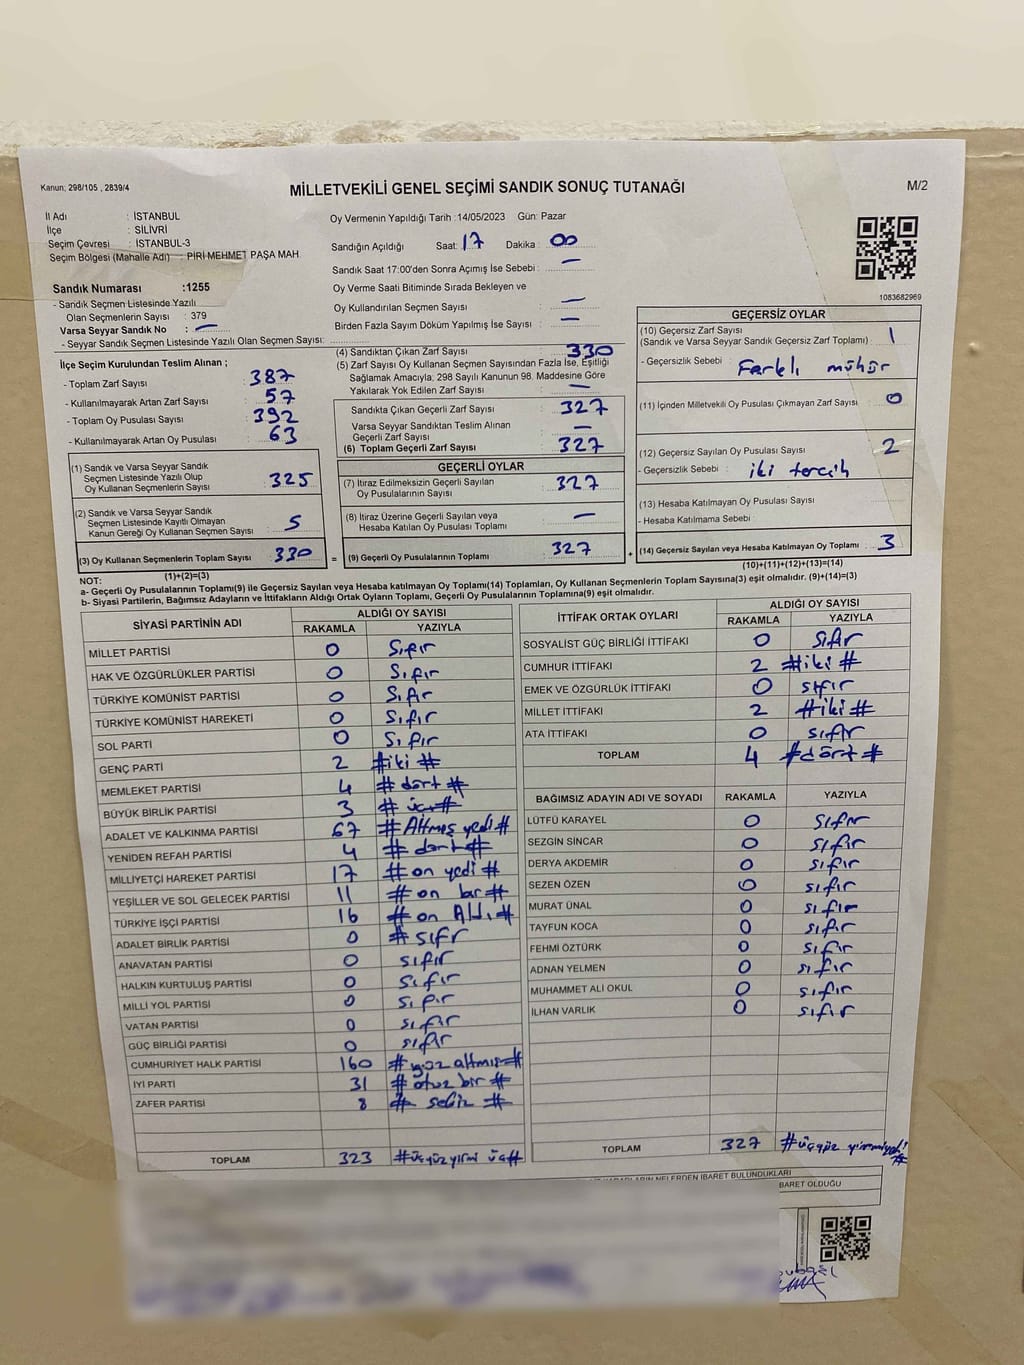 Kanun; 298/105 , 2839/4
MİLLETVEKİLİ GENEL SEÇİMİ SANDIK SONUÇ TUTANAĞI
M/2
İl Adı : İSTANBUL
İlçe : SİLİVRİ
Seçim Çevresi : İSTANBUL-3
Seçim Bölgesi (Mahalle Adı) : PİRİ MEHMET PAŞA MAH
Sandık Numarası :1255
- Sandık Seçmen Listesinde Yazılı
Olan Seçmenlerin Sayısı : 379
Varsa Seyyar Sandık No : —
- Seyyar Sandık Seçmen Listesinde Yazılı Olan Seçmen Sayısı:
Oy Vermenin Yapıldığı Tarih :14/05/2023 Gün: Pazar
Sandığın Açıldığı Saat: 17 Dakika : 00
Sandık Saat 17:00'den Sonra Açımış İse Sebebi : —
Oy Verme Saati Bitiminde Sırada Bekleyen ve
Oy Kullandırılan Seçmen Sayısı —
Birden Fazla Sayım Döküm Yapılmış İse Sayısı : —
1083682969
İlçe Seçim Kurulundan Teslim Alınan ;
- Toplam Zarf Sayısı : 387
- Kullanılmayarak Artan Zarf Sayısı : 57
- Toplam Oy Pusulası Sayısı : 392
- Kullanılmayarak Artan Oy Pusulası : 63
(1) Sandık ve Varsa Seyyar Sandık
Seçmen Listesinde Yazılı Olup
Oy Kullanan Seçmenlerin Sayısı : 325
(2) Sandık ve Varsa Seyyar Sandık
Seçmen Listesinde Kayıtlı Olmayan
Kanun Gereği Oy Kullanan Seçmen Sayısı : 5
(3) Oy Kullanan Seçmenlerin Toplam Sayısı : 330
(1)+(2)=(3)
(4) Sandıktan Çıkan Zarf Sayısı : 330
(5) Zarf Sayısı Oy Kullanan Seçmen Sayısından Fazla İse, Eşitliği
Sağlamak Amacıyla, 298 Sayılı Kanunun 98. Maddesine Göre
Yakılarak Yok Edilen Zarf Sayısı : —
Sandıkta Çıkan Geçerli Zarf Sayısı : 327
Varsa Seyyar Sandıktan Teslim Alınan
Geçerli Zarf Sayısı : —
(6) Toplam Geçerli Zarf Sayısı : 327
GEÇERLİ OYLAR
(7) İtiraz Edilmeksizin Geçerli Sayılan
Oy Pusulalarının Sayısı : 327
(8) İtiraz Üzerine Geçerli Sayılan veya
Hesaba Katılan Oy Pusulası Toplamı : —
= (9) Geçerli Oy Pusulalarının Toplamı : 327 +
GEÇERSİZ OYLAR
(10) Geçersiz Zarf Sayısı
(Sandık ve Varsa Seyyar Sandık Geçersiz Zarf Toplamı) : 1
- Geçersizlik Sebebi : Farklı mühür
(11) İçinden Milletvekili Oy Pusulası Çıkmayan Zarf Sayısı : 0
(12) Geçersiz Sayılan Oy Pusulası Sayısı : 2
- Geçersizlik Sebebi : iki tercih
(13) Hesaba Katılmayan Oy Pusulası Sayısı :
- Hesaba Katılmama Sebebi :
(14) Geçersiz Sayılan veya Hesaba Katılmayan Oy Toplamı : 3
(10)+(11)+(12)+(13)=(14)
NOT:
a- Geçerli Oy Pusulalarının Toplamı(9) ile Geçersiz Sayılan veya Hesaba katılmayan Oy Toplamı(14) Toplamları, Oy Kullanan Seçmenlerin Toplam Sayısına(3) eşit olmalıdır. (9)+(14)=(3)
b- Siyasi Partilerin, Bağımsız Adayların ve İttifakların Aldığı Ortak Oyların Toplamı, Geçerli Oy Pusulalarının Toplamına(9) eşit olmalıdır.
SİYASİ PARTİNİN ADI ALDIĞI OY SAYISI
RAKAMLA YAZIYLA
MİLLET PARTİSİ 0 Sıfır
HAK VE ÖZGÜRLÜKLER PARTİSİ 0 Sıfır
TÜRKİYE KOMÜNİST PARTİSİ 0 Sıfır
TÜRKİYE KOMÜNİST HAREKETİ 0 Sıfır
SOL PARTİ 0 Sıfır
GENÇ PARTİ 2 #iki #
MEMLEKET PARTİSİ 4 # dört #
BÜYÜK BİRLİK PARTİSİ 3 # üç #
ADALET VE KALKINMA PARTİSİ 67 # Altmış yedi #
YENİDEN REFAH PARTİSİ 4 # dört #
MİLLİYETÇİ HAREKET PARTİSİ 17 # on yedi #
YEŞİLLER VE SOL GELECEK PARTİSİ 11 # on bir #
TÜRKİYE İŞÇİ PARTİSİ 16 # on Altı #
ADALET BİRLİK PARTİSİ 0 # sıfır
ANAVATAN PARTİSİ 0 sıfır
HALKIN KURTULUŞ PARTİSİ 0 sıfır
MİLLİ YOL PARTİSİ 0 sıfır
VATAN PARTİSİ 0 sıfır
GÜÇ BİRLİĞİ PARTİSİ 0 sıfır
CUMHURİYET HALK PARTİSİ 160 # yüz altmış #
İYİ PARTİ 31 # otuz bir #
ZAFER PARTİSİ 8 # sekiz #
TOPLAM 323 #üçyüzyirmi üç#
İTTİFAK ORTAK OYLARI ALDIĞI OY SAYISI
RAKAMLA YAZIYLA
SOSYALİST GÜÇ BİRLİĞİ İTTİFAKI 0 sıfır
CUMHUR İTTİFAKI 2 #iki #
EMEK VE ÖZGÜRLÜK İTTİFAKI 0 sıfır
MİLLET İTTİFAKI 2 #iki #
ATA İTTİFAKI 0 sıfır
TOPLAM 4 #dört #
BAĞIMSIZ ADAYIN ADI VE SOYADI RAKAMLA YAZIYLA
LÜTFÜ KARAYEL 0 sıfır
SEZGİN SİNCAR 0 sıfır
DERYA AKDEMİR 0 sıfır
SEZEN ÖZEN 0 sıfır
MURAT ÜNAL 0 sıfır
TAYFUN KOCA 0 sıfır
FEHMİ ÖZTÜRK 0 sıfır
ADNAN YELMEN 0 sıfır
MUHAMMET ALİ OKUL 0 sıfır
İLHAN VARLIK 0 sıfır
TOPLAM 327 #üçyüz yirmiyedi #
NELERDEN İBARET BULUNDUKLARI
BARET OLDUĞU